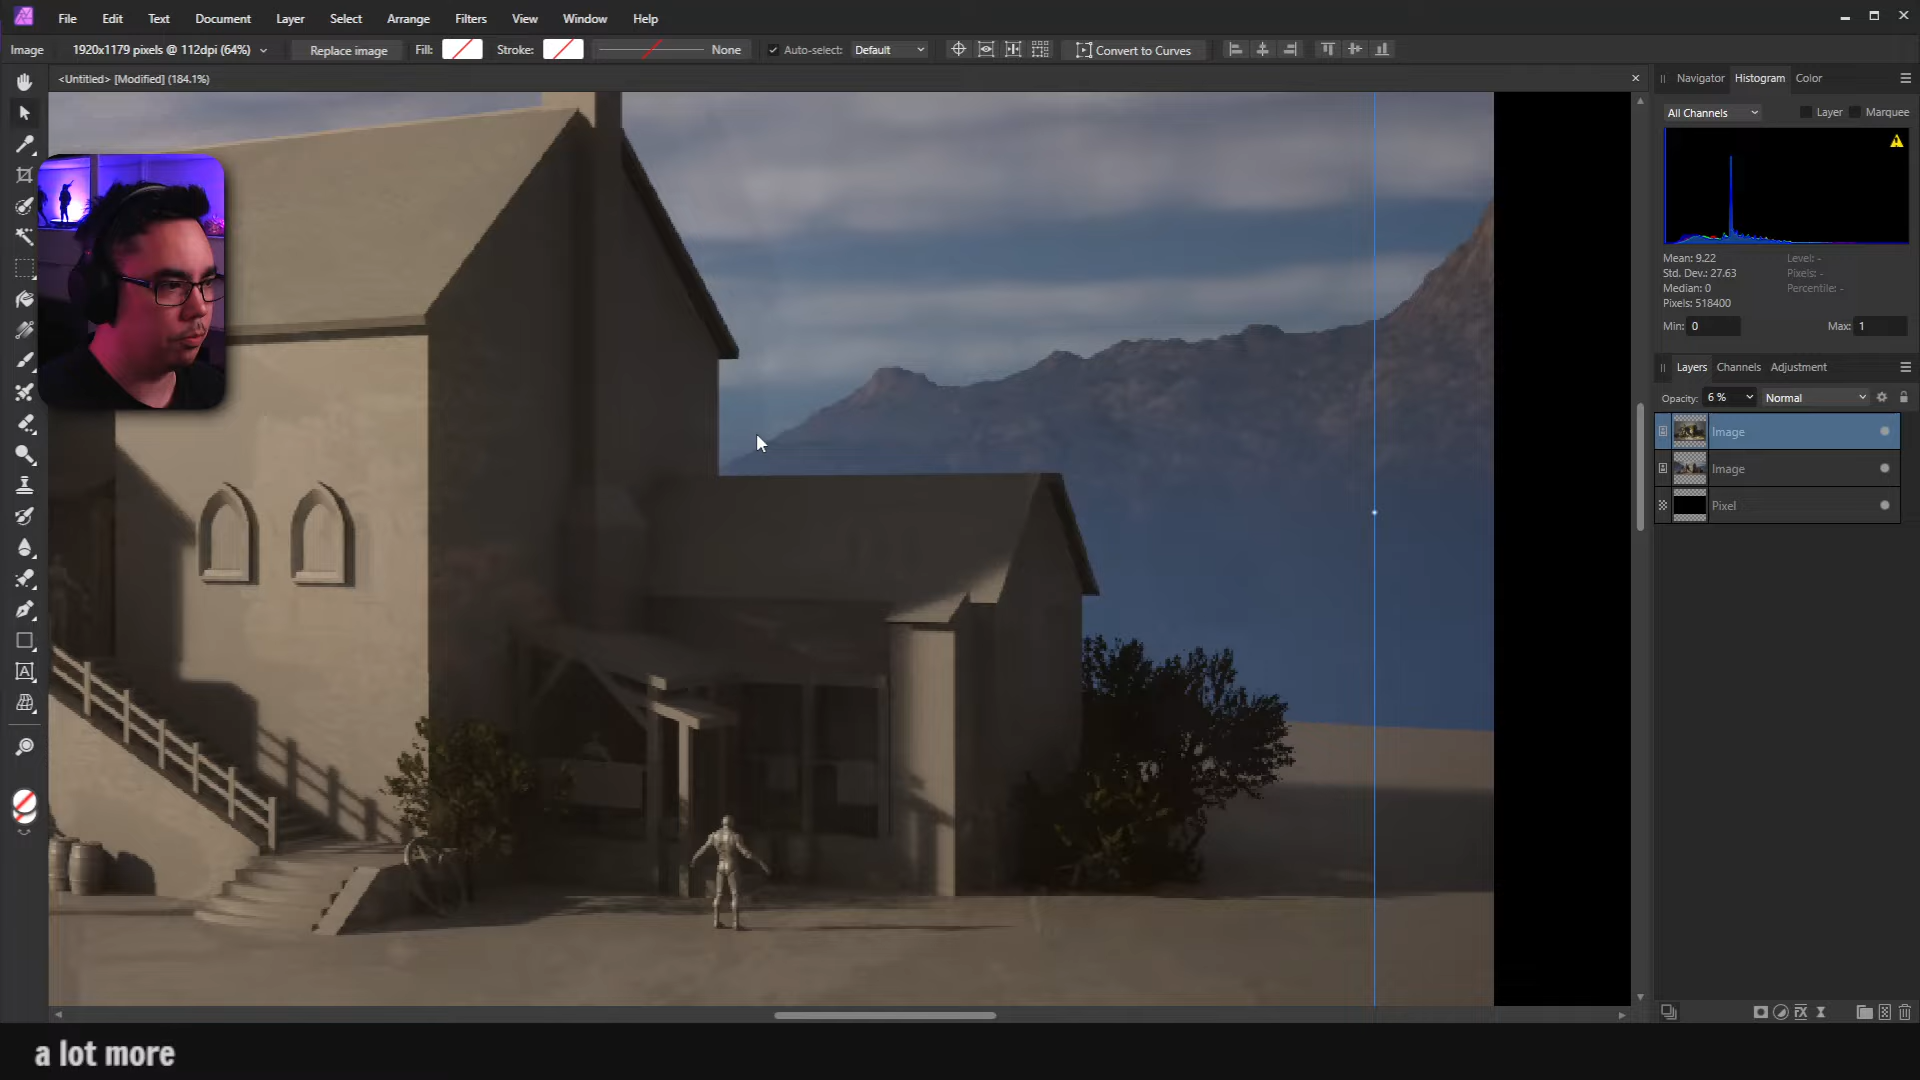 File Edit Text Document Layer Select Arrange Filters View Window Help
Image 1920x1179 pixels @ 112dpi (64%) Replace image Fill: Stroke: None Auto-select: Default Convert to Curves
<Untitled> [Modified] (184.1%)
Navigator Histogram Color
All Channels Layer Marquee
Mean: 9.22 Level: -
Std. Dev.: 27.63 Pixels: -
Median: 0 Percentile: -
Pixels: 518400
Min: 0 Max: 1
Layers Channels Adjustment
Opacity: 6 % Normal
Image
Image
Pixel
a lot more